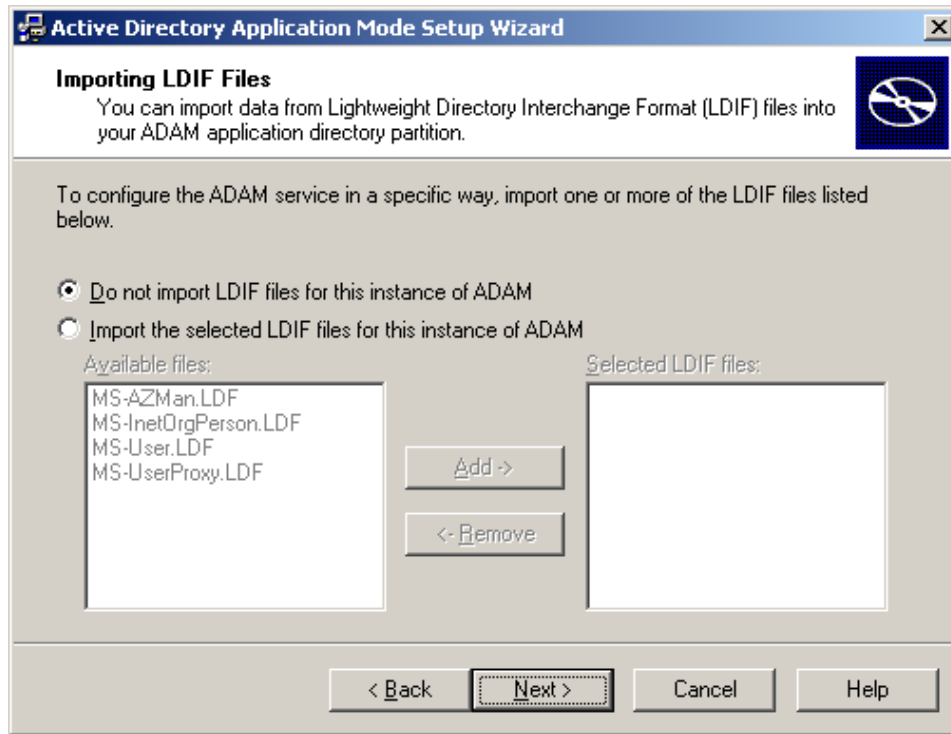 Active Directory Application Mode Setup Wizard
Importing LDIF Files
You can import data from Lightweight Directory Interchange Format (LDIF) files into
your ADAM application directory partition.
To configure the ADAM service in a specific way, import one or more of the LDIF files listed
below.
Do not import LDIF files for this instance of ADAM
Import the selected LDIF files for this instance of ADAM
Available files:
Selected LDIF files:
MS-AZMan.LDF
MS-InetOrgPerson.LDF
MS-User.LDF
MS-UserProxy.LDF
Add ->
<- Remove
< Back
Next >
Cancel
Help